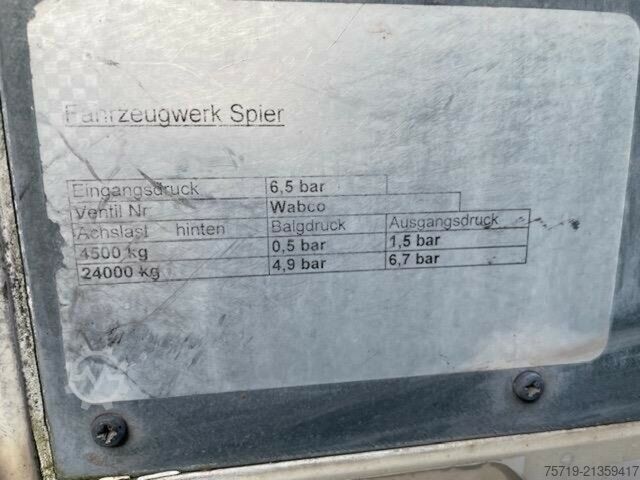 Fahrzeugwerk Spier
Eingangsdruck 6,5 bar
Ventil Nr Wabco
Achslast hinten Balgdruck Ausgangsdruck
4500 kg 0,5 bar 1,5 bar
24000 kg 4,9 bar 6,7 bar
75719-21359417